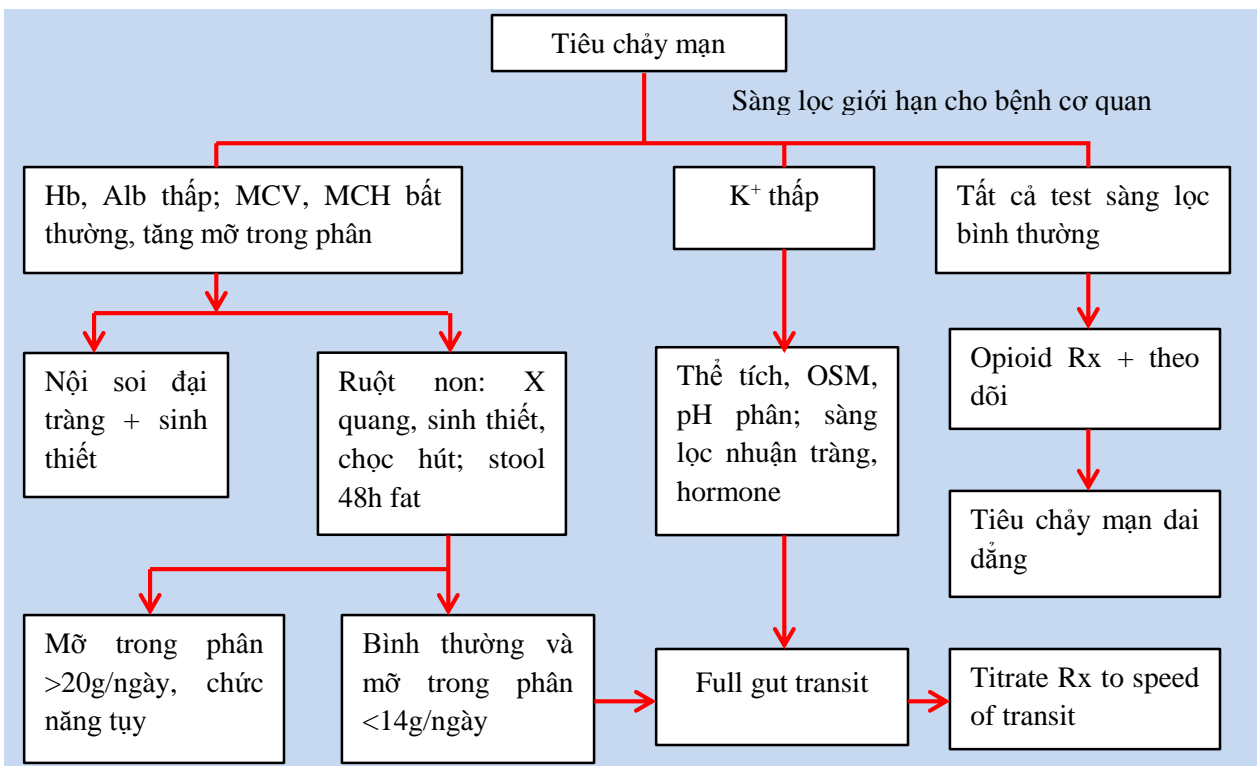 Tiêu chảy mạn
Sàng lọc giới hạn cho bệnh cơ quan
Hb, Alb thấp; MCV, MCH bất
thường, tăng mỡ trong phân
K⁺ thấp
Tất cả test sàng lọc
bình thường
Nội soi đại
tràng + sinh
thiết
Ruột non: X
quang, sinh thiết,
chọc hút; stool
48h fat
Thể tích, OSM,
pH phân; sàng
lọc nhuận tràng,
hormone
Opioid Rx + theo
dõi
Tiêu chảy mạn dai
dẳng
Mỡ trong phân
>20g/ngày, chức
năng tụy
Bình thường và
mỡ trong phân
<14g/ngày
Full gut transit
Titrate Rx to speed
of transit